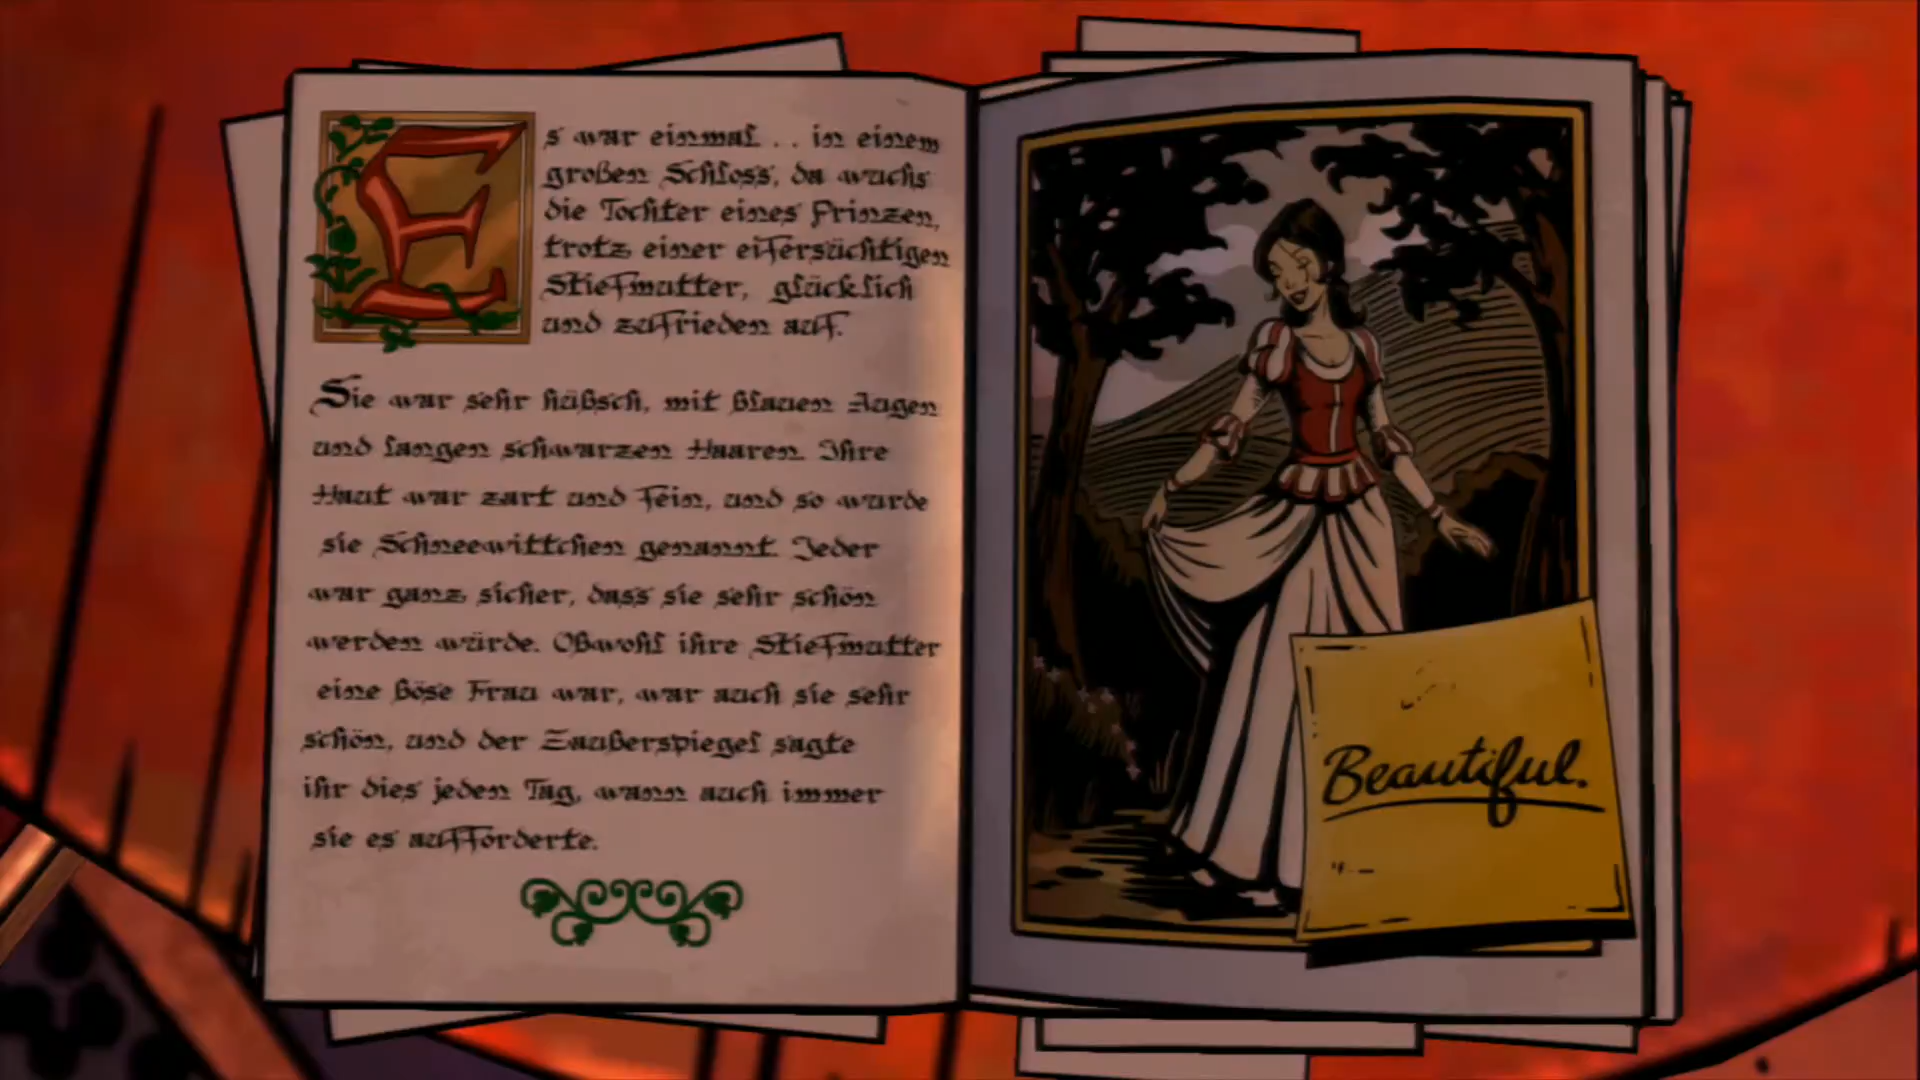 Es war einmal . . in einem
großen Schloss, da wuchs
die Tochter eines Prinzen,
trotz einer eifersüchtigen
Stiefmutter, glücklich
und zufrieden auf.
Sie war sehr hübsch, mit blauen Augen
und langen schwarzen Haaren. Ihre
Haut war zart und fein, und so wurde
sie Schneewittchen genannt. Jeder
war ganz sicher, dass sie sehr schön
werden würde. Obwohl ihre Stiefmutter
eine böse Frau war, war auch sie sehr
schön, und der Zauberspiegel sagte
ihr dies jeden Tag, wann auch immer
sie es aufforderte.
Beautiful.